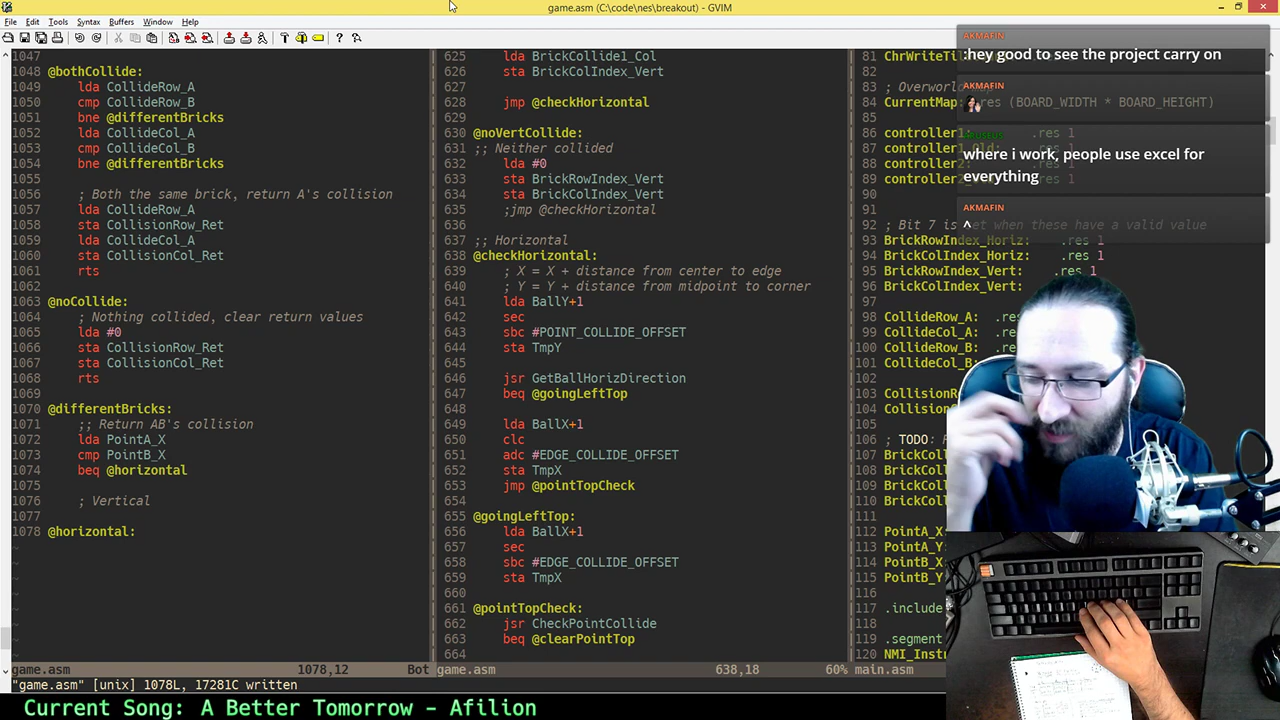 game.asm (C:\code\nes\breakout) - GVIM
File Edit Tools Syntax Buffers Window Help
1047
1048 @bothCollide:
1049 lda CollideRow_A
1050 cmp CollideRow_B
1051 bne @differentBricks
1052 lda CollideCol_A
1053 cmp CollideCol_B
1054 bne @differentBricks
1055
1056 ; Both the same brick, return A's collision
1057 lda CollideRow_A
1058 sta CollisionRow_Ret
1059 lda CollideCol_A
1060 sta CollisionCol_Ret
1061 rts
1062
1063 @noCollide:
1064 ; Nothing collided, clear return values
1065 lda #0
1066 sta CollisionRow_Ret
1067 sta CollisionCol_Ret
1068 rts
1069
1070 @differentBricks:
1071 ;; Return AB's collision
1072 lda PointA_X
1073 cmp PointB_X
1074 beq @horizontal
1075
1076 ; Vertical
1077
1078 @horizontal:
game.asm 1078,12 Bot
625 lda BrickCollide1_Col
626 sta BrickColIndex_Vert
627
628 jmp @checkHorizontal
629
630 @noVertCollide:
631 ;; Neither collided
632 lda #0
633 sta BrickRowIndex_Vert
634 sta BrickColIndex_Vert
635 ;jmp @checkHorizontal
636
637 ;; Horizontal
638 @checkHorizontal:
639 ; X = X + distance from center to edge
640 ; Y = Y + distance from midpoint to corner
641 lda BallY+1
642 sec
643 sbc #POINT_COLLIDE_OFFSET
644 sta TmpY
645
646 jsr GetBallHorizDirection
647 beq @goingLeftTop
648
649 lda BallX+1
650 clc
651 adc #EDGE_COLLIDE_OFFSET
652 sta TmpX
653 jmp @pointTopCheck
654
655 @goingLeftTop:
656 lda BallX+1
657 sec
658 sbc #EDGE_COLLIDE_OFFSET
659 sta TmpX
660
661 @pointTopCheck:
662 jsr CheckPointCollide
663 beq @clearPointTop
664
game.asm 638,18 60%
81
82
83 ; Overworld
84 CurrentMap: .res (BOARD_WIDTH * BOARD_HEIGHT)
85
86 controller1: .res 1
87
88 controller2:
89
90
91
92 ; Bit 7 is set when these have a valid value
93 BrickRowIndex_Horiz: .res 1
94 BrickColIndex_Horiz: .res 1
95 BrickRowIndex_Vert: .res 1
96 BrickColIndex_Vert:
97
98 CollideRow_A:
99 CollideCol_A:
100 CollideRow_B:
101 CollideCol_B:
102
103
104
105
106 ; TODO:
107
108
109
110
111
112 PointA_X
113 PointA_Y
114 PointB_X
115 PointB_Y
116
117 .include
118
119 .segment
120
main.asm
AKMAFIN
:hey good to see the project carry on
AKMAFIN
where i work, people use excel for
everything
AKMAFIN
^
"game.asm" [unix] 1078L, 17281C written
Current Song: A Better Tomorrow - Afilion